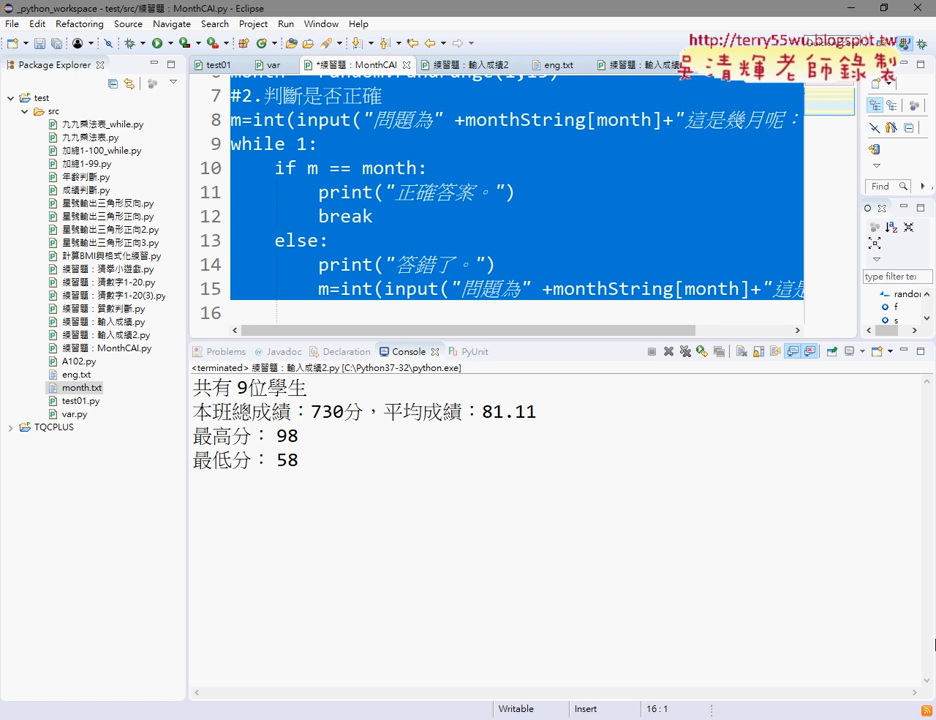 _python_workspace - test/src/練習題：MonthCAI.py - Eclipse
File Edit Refactoring Source Navigate Search Project Run Window Help
http://terry55wu.blogspot.tw
吳清輝老師錄製
Package Explorer
test01 var *練習題：MonthCAI 練習題：輸入成績2 eng.txt 練習題：輸入成
test
src
九九乘法表_while.py
九九乘法表.py
加總1-100_while.py
加總1-99.py
年齡判斷.py
成績判斷.py
星號輸出三角形反向.py
星號輸出三角形正向.py
星號輸出三角形正向2.py
星號輸出三角形正向3.py
計算BMI與格式化練習.py
練習題：猜拳小遊戲.py
練習題：猜數字1-20.py
練習題：猜數字1-20(3).py
練習題：質數判斷.py
練習題：輸入成績.py
練習題：輸入成績2.py
練習題：MonthCAI.py
A102.py
eng.txt
month.txt
test01.py
var.py
TQCPLUS
7 #2.判斷是否正確
8 m=int(input("問題為" +monthString[month]+"這是幾月呢：
9 while 1:
10 if m == month:
11 print("正確答案。")
12 break
13 else:
14 print("答錯了。")
15 m=int(input("問題為" +monthString[month]+"這是
16
Find
type filter te
randor
f
s
Problems Javadoc Declaration Console PyUnit
<terminated> 練習題：輸入成績2.py [C:\Python37-32\python.exe]
共有 9位學生
本班總成績：730分，平均成績：81.11
最高分： 98
最低分： 58
Writable Insert 16 : 1